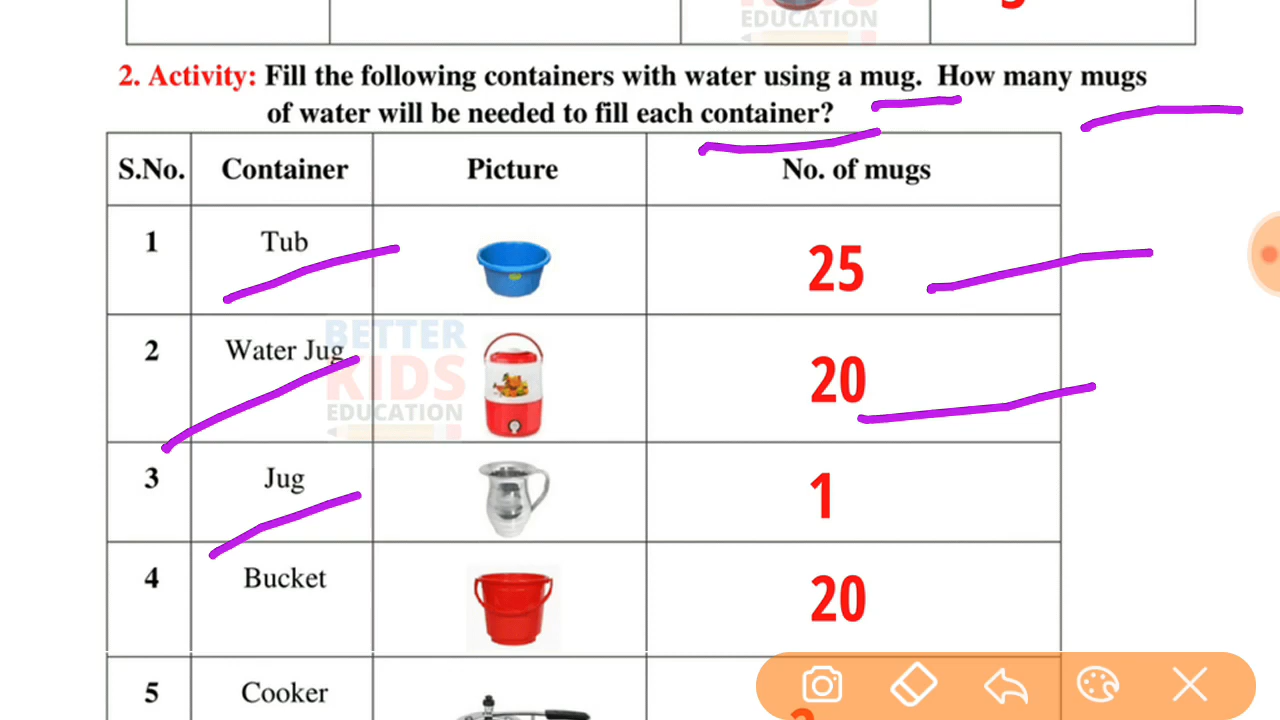 EDUCATION
2. Activity: Fill the following containers with water using a mug. How many mugs
of water will be needed to fill each container?
S.No. Container Picture No. of mugs
1 Tub 25
2 Water Jug 20
BETTER
KIDS
EDUCATION
3 Jug 1
4 Bucket 20
5 Cooker